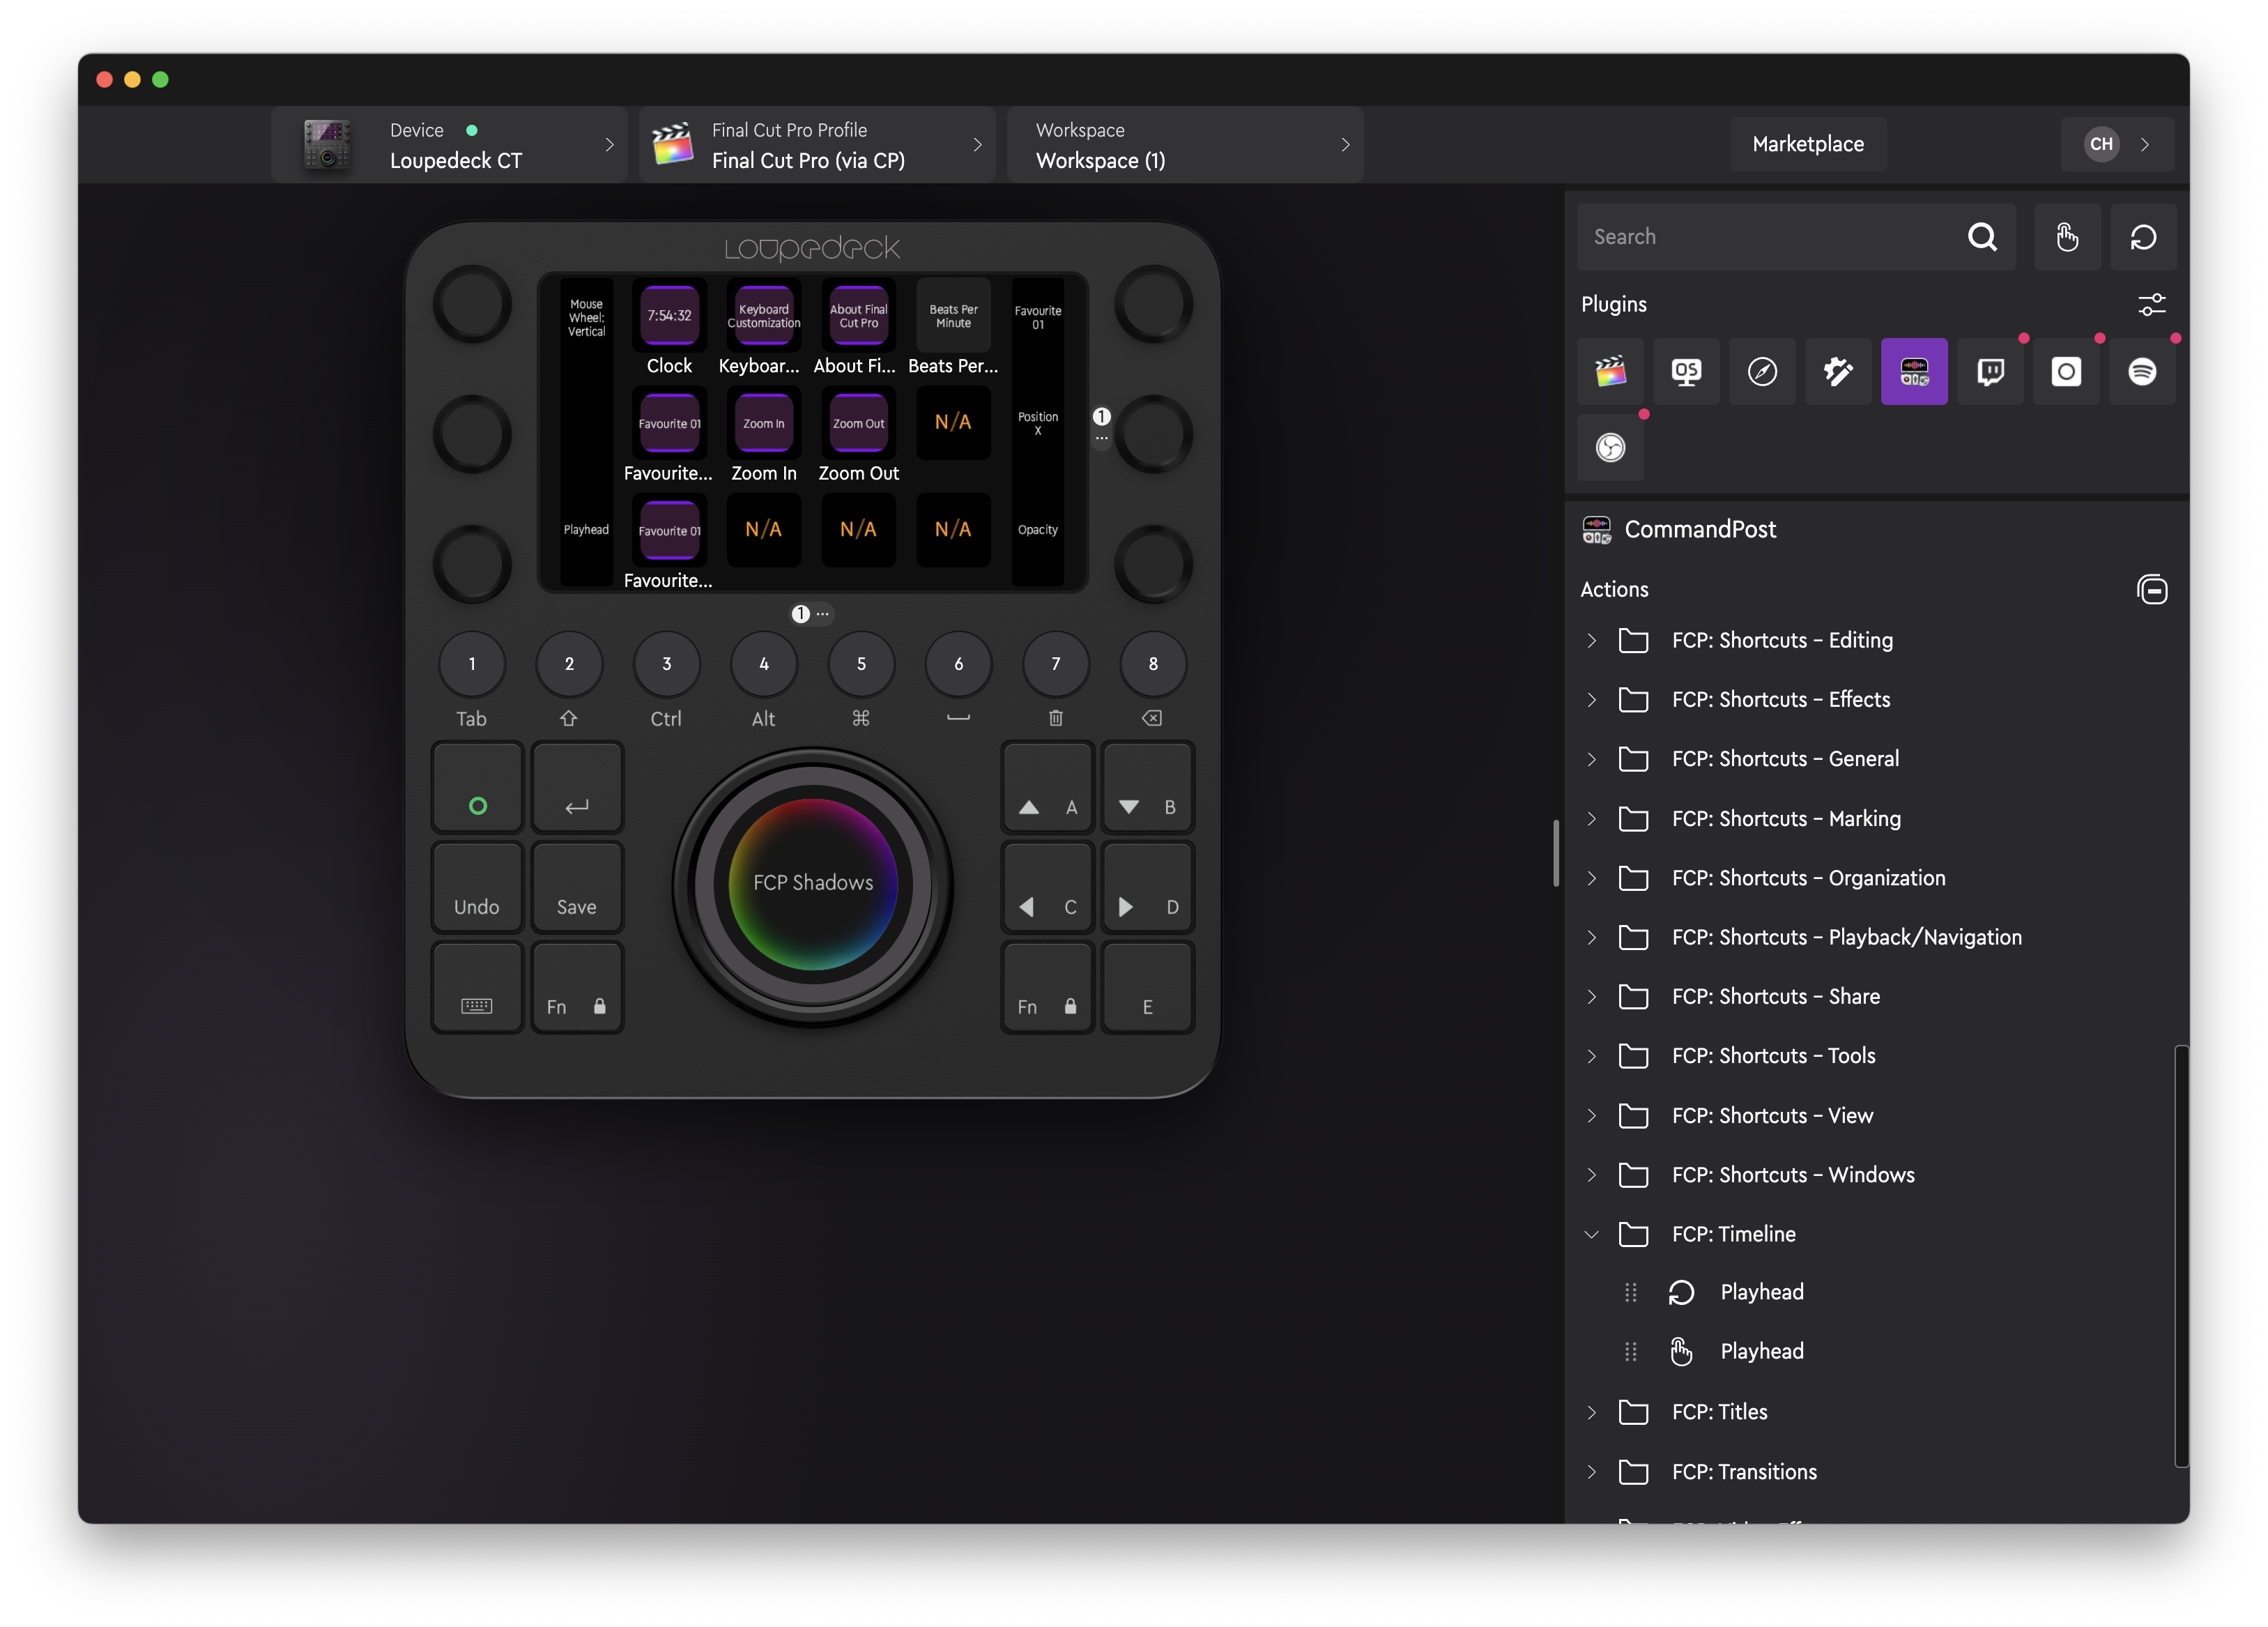 Device
Loupedeck CT
Final Cut Pro Profile
Final Cut Pro (via CP)
Workspace
Workspace (1)
Marketplace
CH
Loupedeck
Mouse
Wheel:
Vertical
7:54:32
Keyboard
Customization
About Final
Cut Pro
Beats Per
Minute
Favourite
01
Clock
Keyboar...
About Fi...
Beats Per...
Favourite 01
Zoom In
Zoom Out
N/A
Position
X
1
...
Favourite...
Zoom In
Zoom Out
Playhead
Favourite 01
N/A
N/A
N/A
Opacity
Favourite...
1 ...
1
2
3
4
5
6
7
8
Tab
Ctrl
Alt
⌘
A
B
Undo
Save
FCP Shadows
C
D
Fn
Fn
E
Search
Plugins
OS
CommandPost
Actions
FCP: Shortcuts - Editing
FCP: Shortcuts - Effects
FCP: Shortcuts - General
FCP: Shortcuts - Marking
FCP: Shortcuts - Organization
FCP: Shortcuts - Playback/Navigation
FCP: Shortcuts - Share
FCP: Shortcuts - Tools
FCP: Shortcuts - View
FCP: Shortcuts - Windows
FCP: Timeline
Playhead
Playhead
FCP: Titles
FCP: Transitions